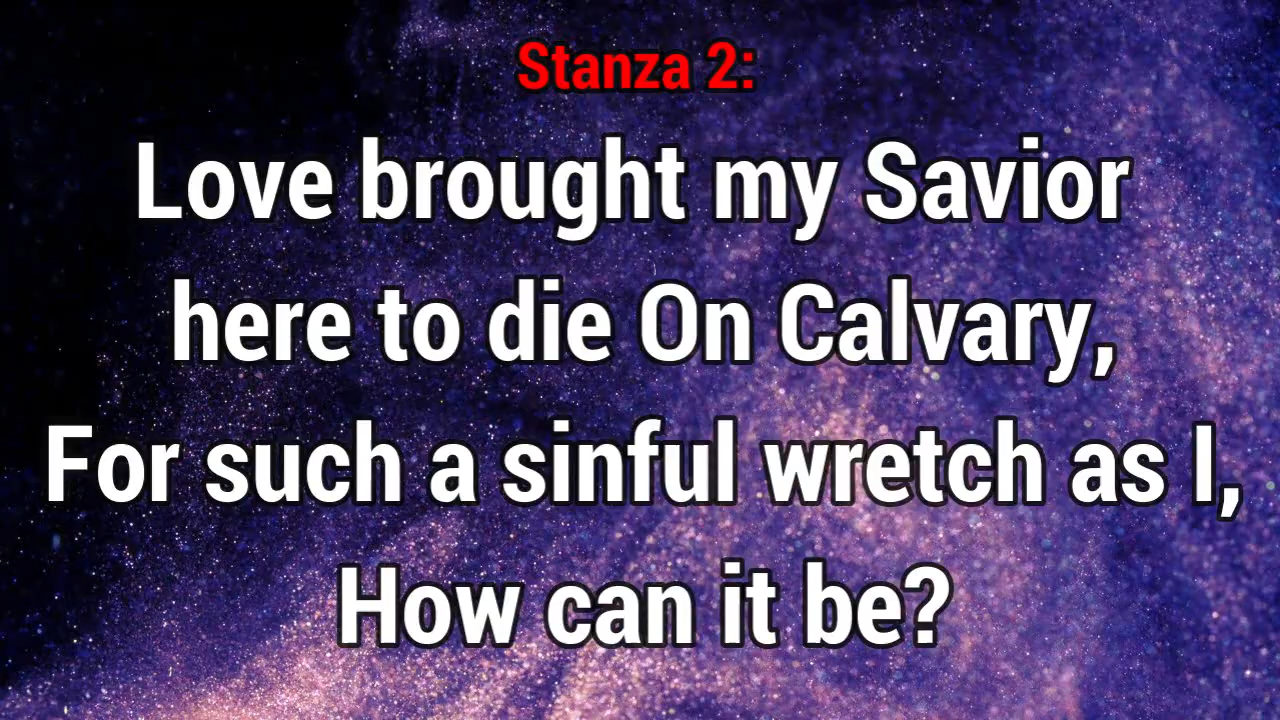 Stanza 2:
Love brought my Savior
here to die On Calvary,
For such a sinful wretch as I,
How can it be?